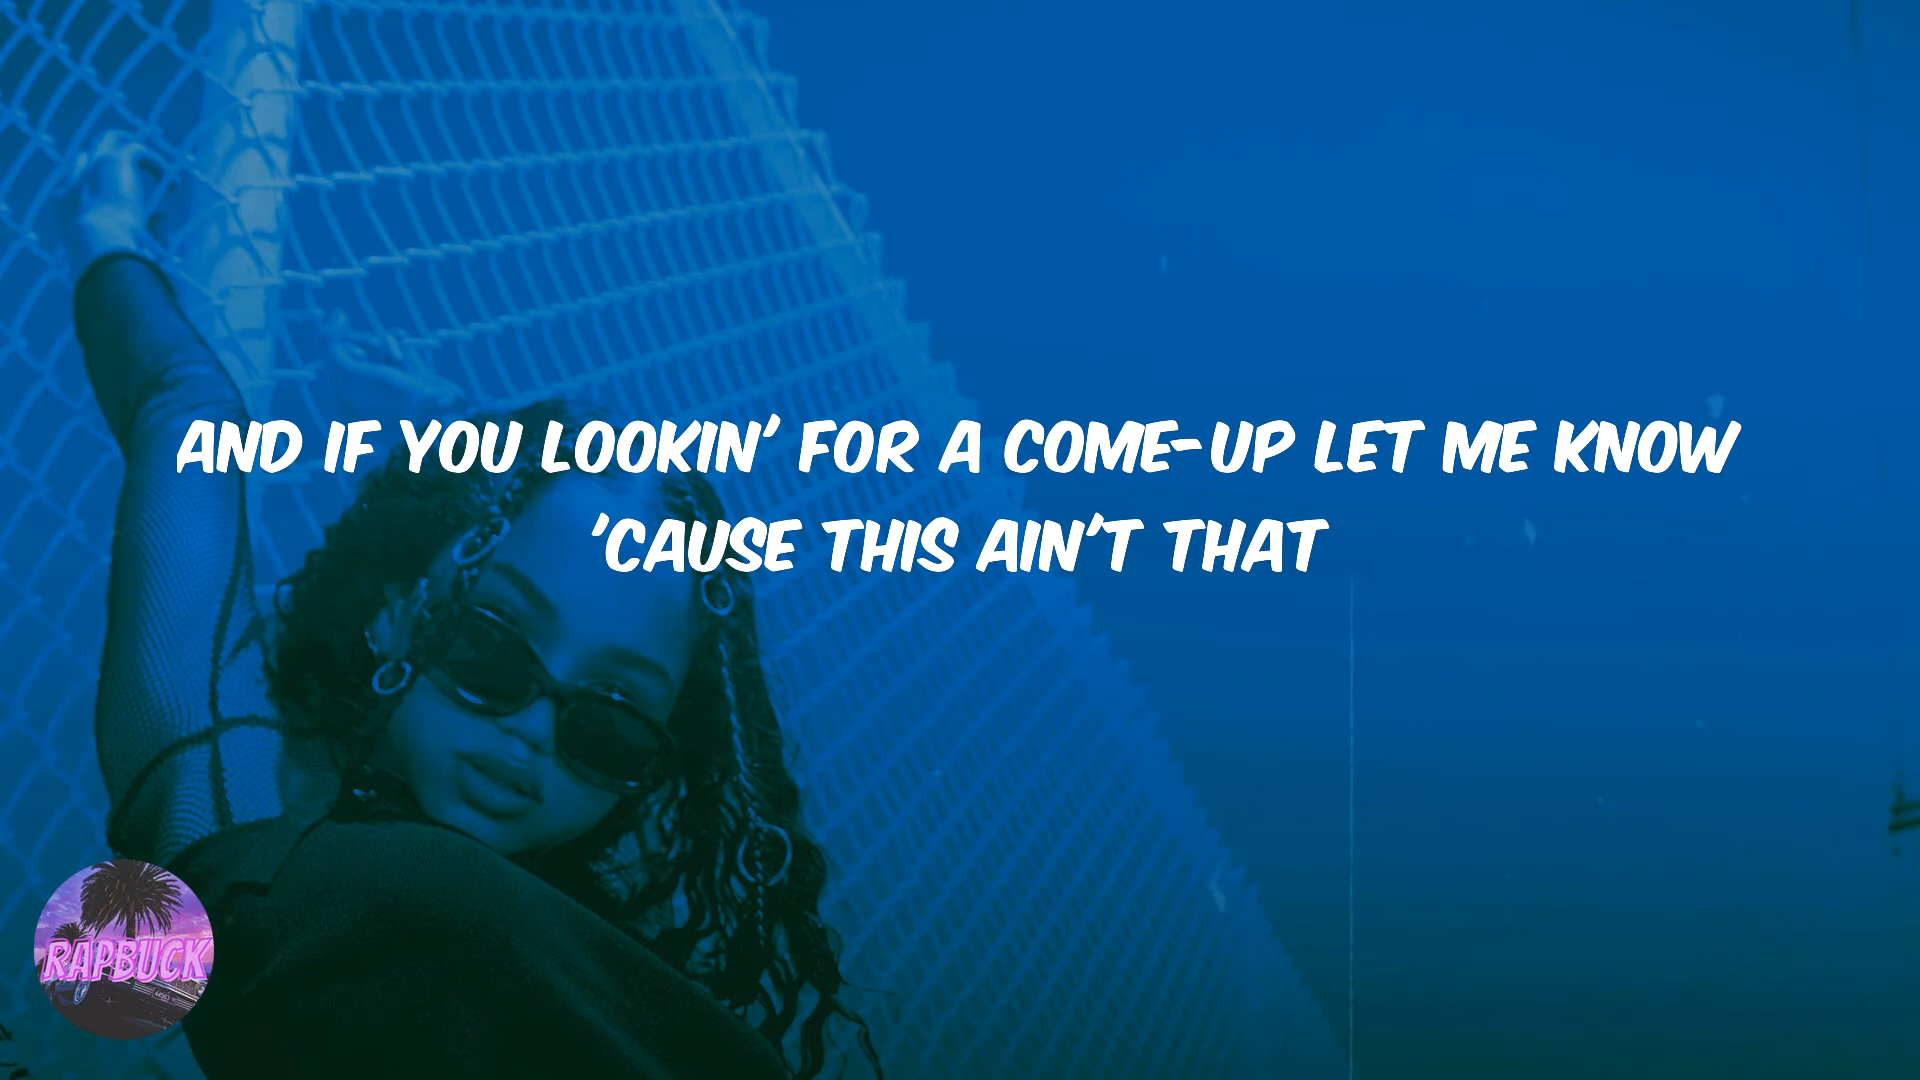 AND IF YOU LOOKIN' FOR A COME-UP LET ME KNOW
'CAUSE THIS AIN'T THAT
RAPBUCK